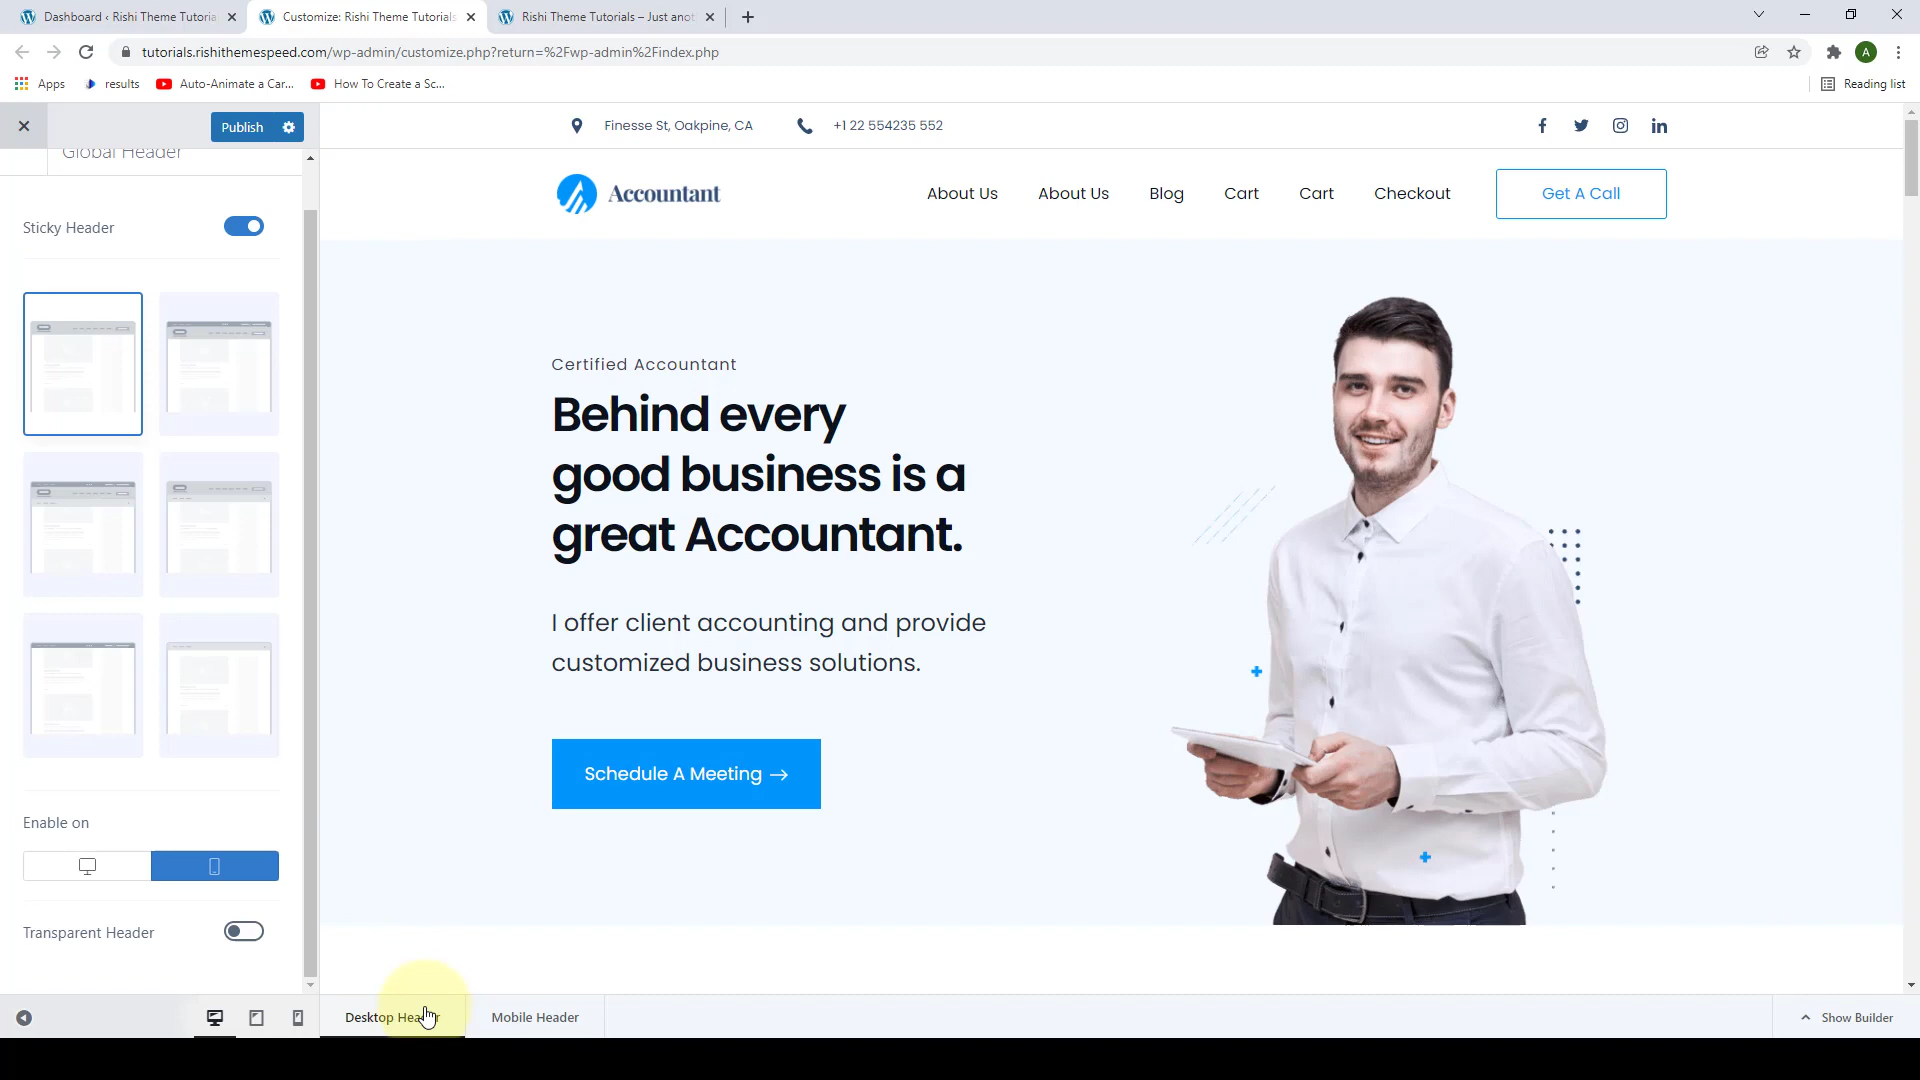 Dashboard ‹ Rishi Theme Tutoria
Customize: Rishi Theme Tutorials
Rishi Theme Tutorials – Just anot
tutorials.rishithemespeed.com/wp-admin/customize.php?return=%2Fwp-admin%2Findex.php
A
Apps
results
Auto-Animate a Car...
How To Create a Sc...
Reading list
Publish
Finesse St, Oakpine, CA
+1 22 554235 552
Global Header
Accountant
About Us
About Us
Blog
Cart
Cart
Checkout
Get A Call
Sticky Header
Certified Accountant
Behind every
good business is a
great Accountant.
I offer client accounting and provide
customized business solutions.
Schedule A Meeting →
Enable on
Transparent Header
Desktop Header
Mobile Header
Show Builder